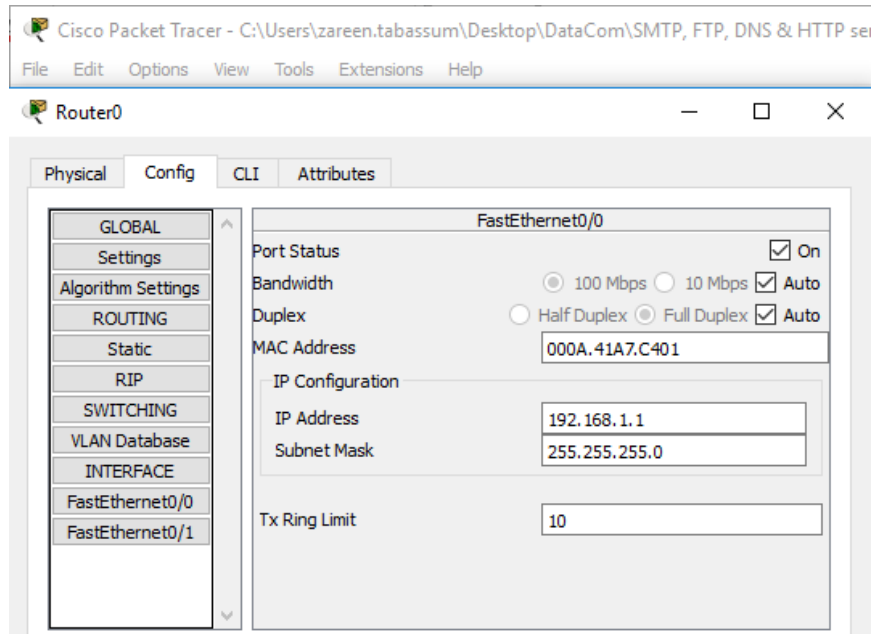 Cisco Packet Tracer - C:\Users\zareen.tabassum\Desktop\DataCom\SMTP, FTP, DNS & HTTP ser
File Edit Options View Tools Extensions Help
Router0
Physical Config CLI Attributes
GLOBAL
Settings
Algorithm Settings
ROUTING
Static
RIP
SWITCHING
VLAN Database
INTERFACE
FastEthernet0/0
FastEthernet0/1
FastEthernet0/0
Port Status On
Bandwidth 100 Mbps 10 Mbps Auto
Duplex Half Duplex Full Duplex Auto
MAC Address 000A.41A7.C401
IP Configuration
IP Address 192.168.1.1
Subnet Mask 255.255.255.0
Tx Ring Limit 10